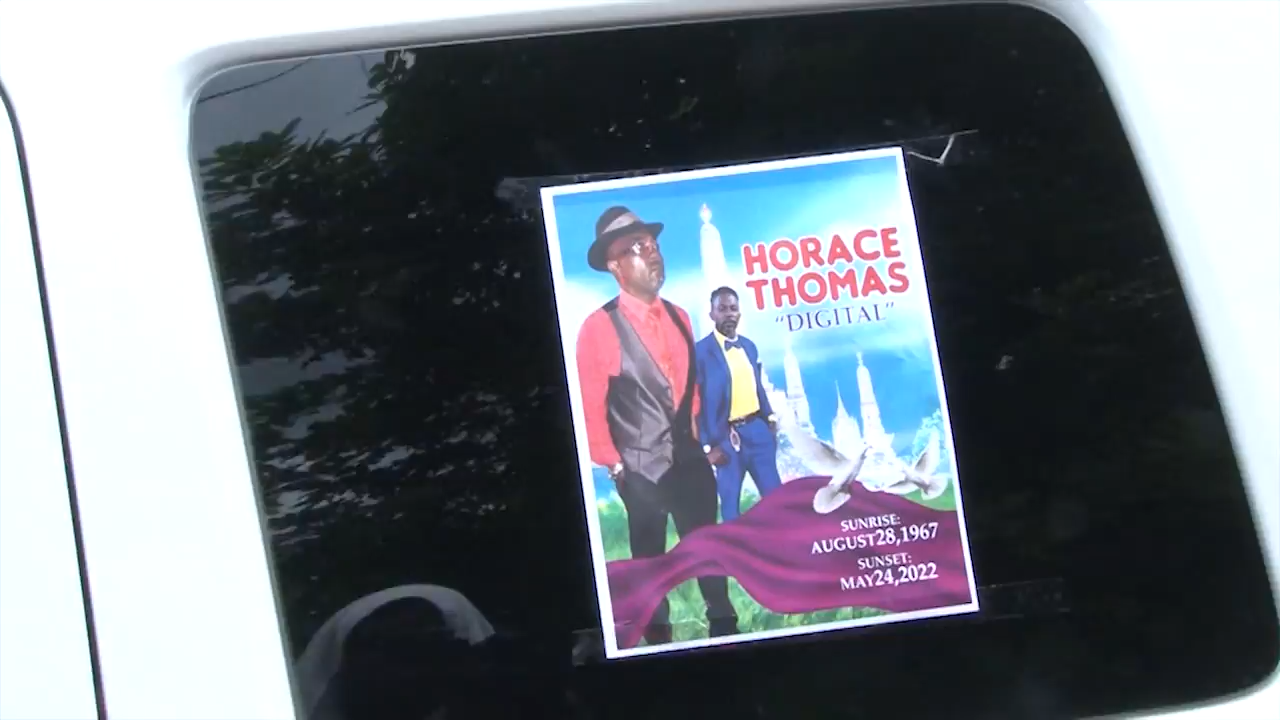 HORACE
THOMAS
"DIGITAL"
SUNRISE:
AUGUST28,1967
SUNSET:
MAY24,2022